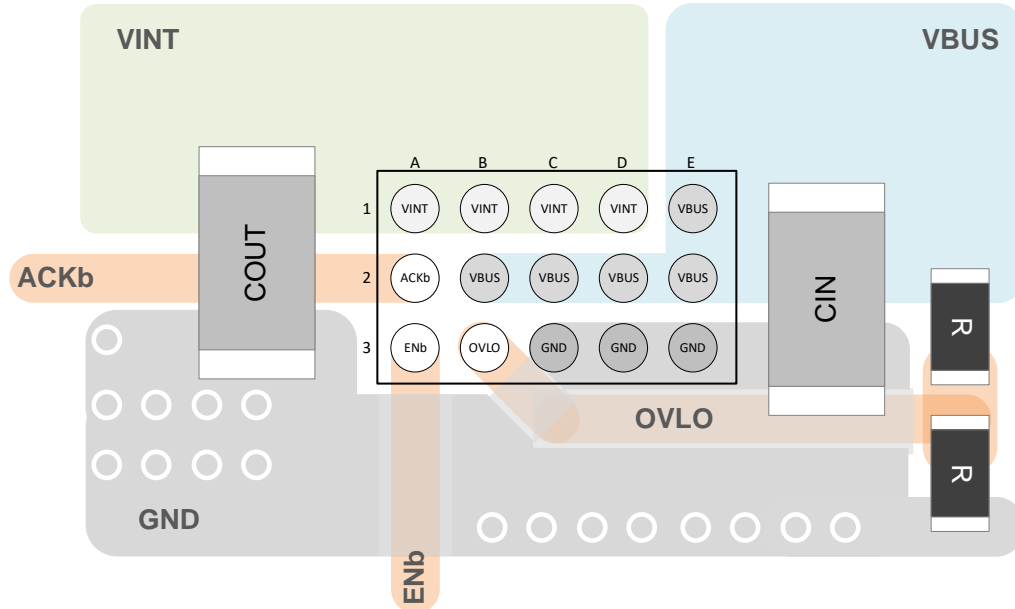 VINT
VBUS
A B C D E
1 VINT VINT VINT VINT VBUS
COUT
ACKb
2 ACKb VBUS VBUS VBUS VBUS
CIN
R
3 ENb OVLO GND GND GND
OVLO
R
GND
ENb